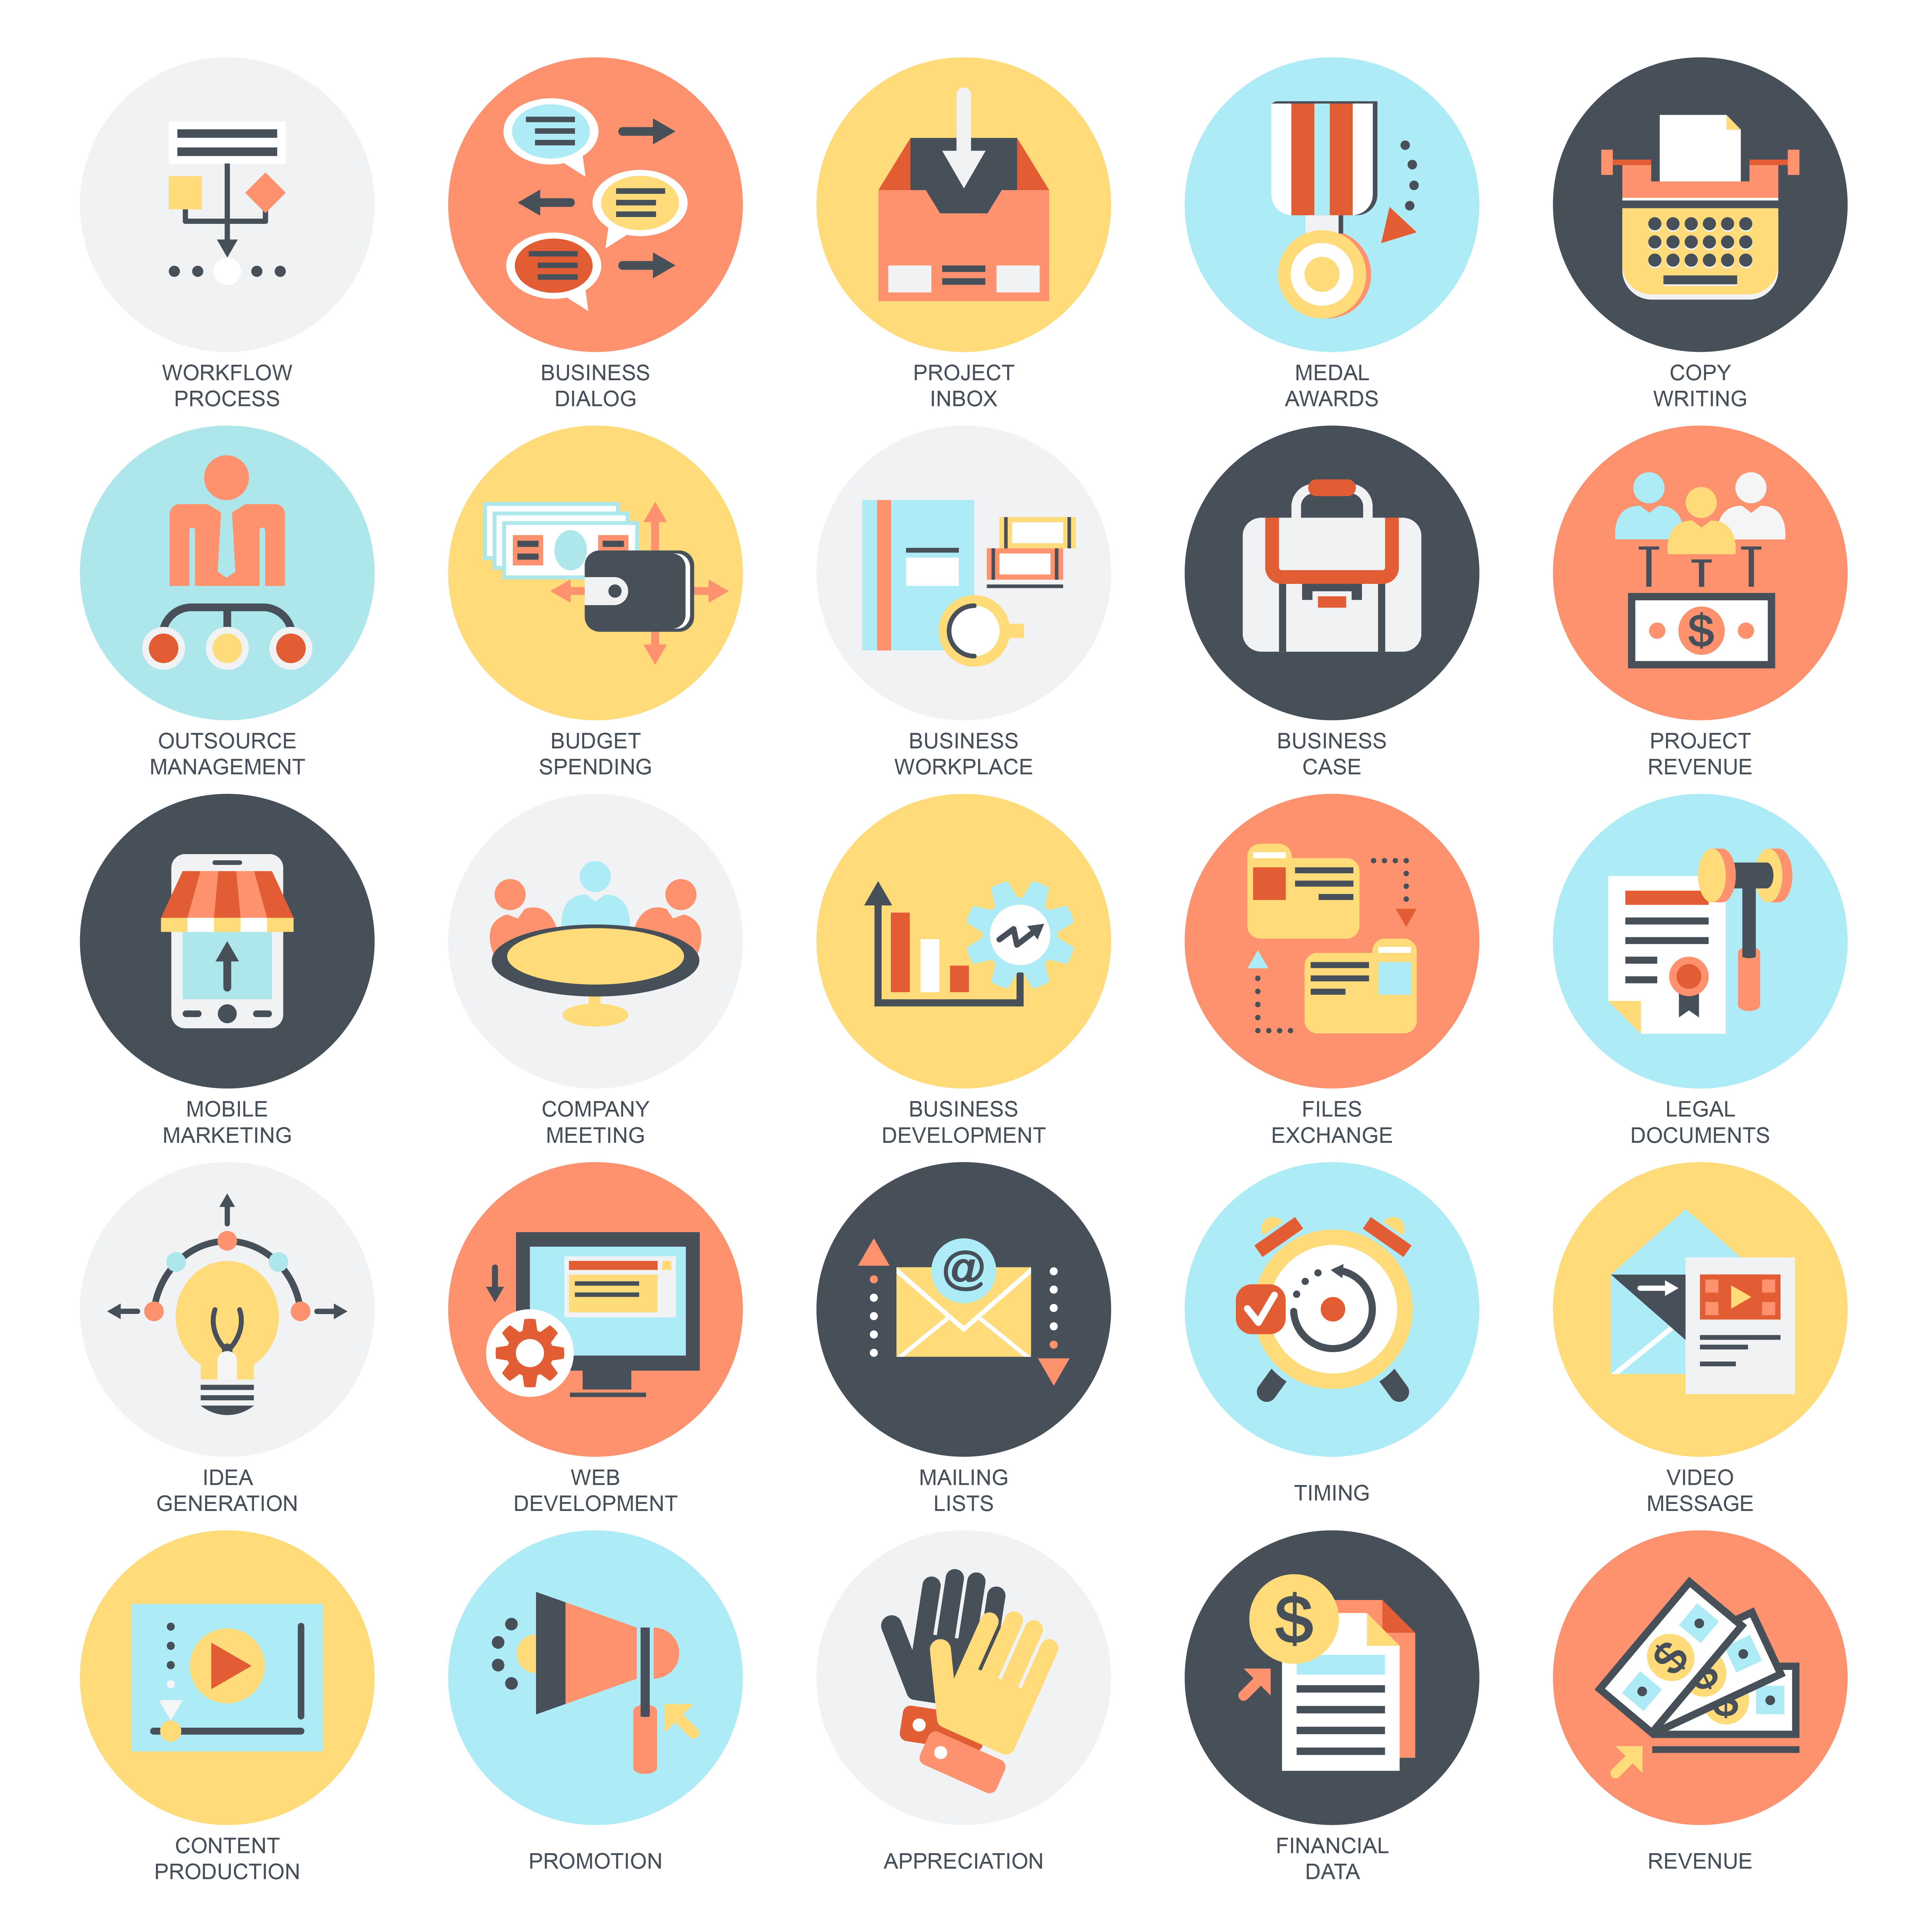 WORKFLOW
PROCESS
BUSINESS
DIALOG
PROJECT
INBOX
MEDAL
AWARDS
COPY
WRITING
$
OUTSOURCE
MANAGEMENT
BUDGET
SPENDING
BUSINESS
WORKPLACE
BUSINESS
CASE
PROJECT
REVENUE
MOBILE
MARKETING
COMPANY
MEETING
BUSINESS
DEVELOPMENT
FILES
EXCHANGE
LEGAL
DOCUMENTS
@
IDEA
GENERATION
WEB
DEVELOPMENT
MAILING
LISTS
TIMING
VIDEO
MESSAGE
$
$
$
$
CONTENT
PRODUCTION
PROMOTION
APPRECIATION
FINANCIAL
DATA
REVENUE